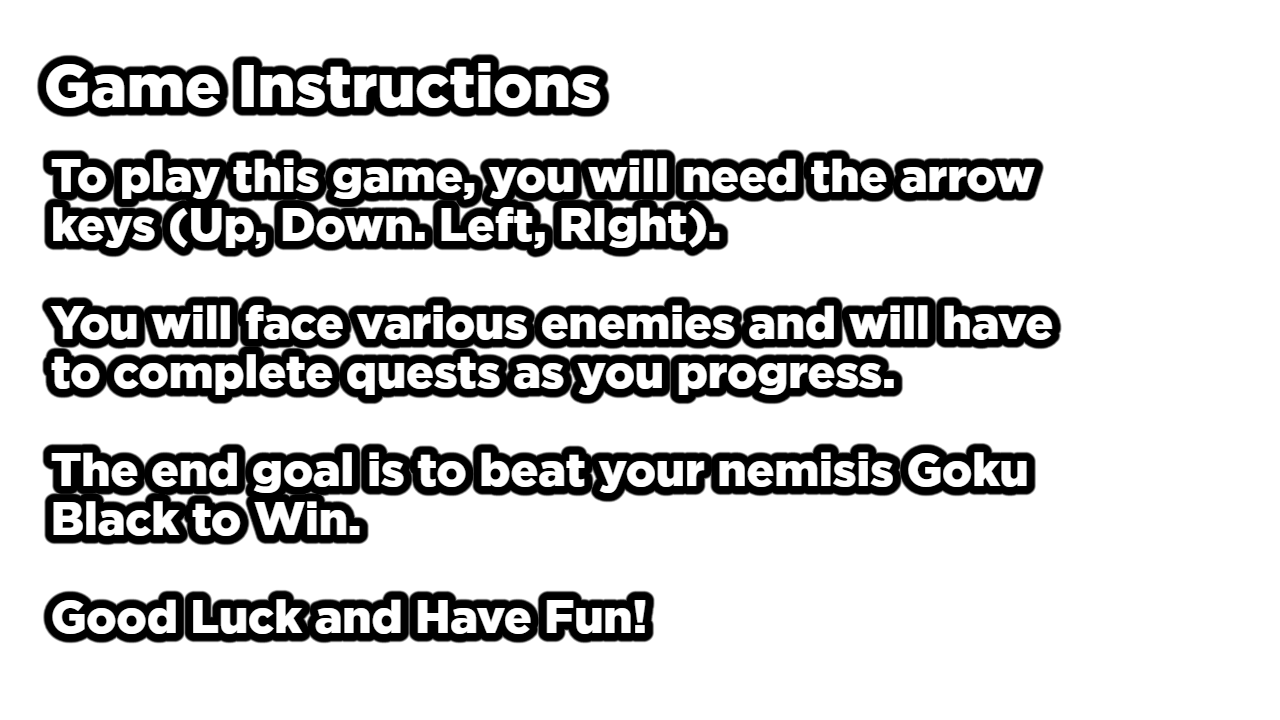 Game Instructions
To play this game, you will need the arrow
keys (Up, Down. Left, RIght).
You will face various enemies and will have
to complete quests as you progress.
The end goal is to beat your nemisis Goku
Black to Win.
Good Luck and Have Fun!